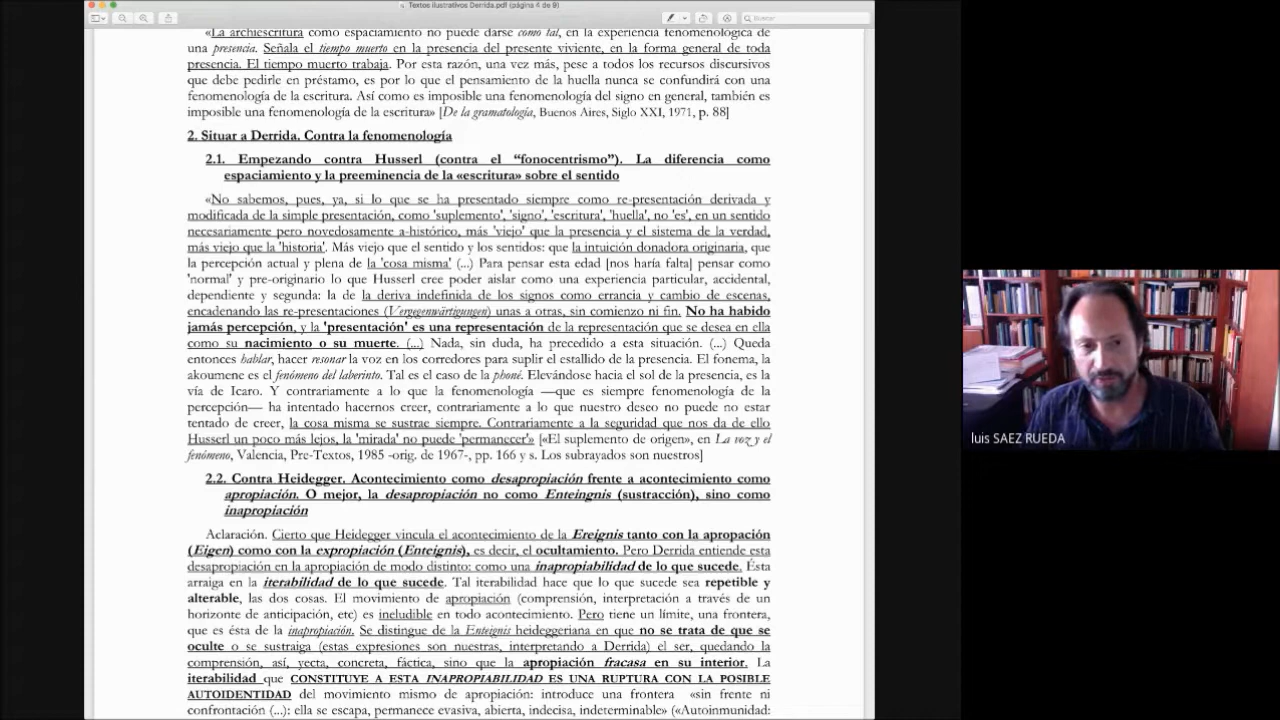 Textos ilustrativos Derrida.pdf (página 4 de 9)
Buscar
«La archiescritura como espaciamiento no puede darse como tal, en la experiencia fenomenológica de
una presencia. Señala el tiempo muerto en la presencia del presente viviente, en la forma general de toda
presencia. El tiempo muerto trabaja. Por esta razón, una vez más, pese a todos los recursos discursivos
que debe pedirle en préstamo, es por lo que el pensamiento de la huella nunca se confundirá con una
fenomenología de la escritura. Así como es imposible una fenomenología del signo en general, también es
imposible una fenomenología de la escritura» [De la gramatología, Buenos Aires, Siglo XXI, 1971, p. 88]
2. Situar a Derrida. Contra la fenomenología
2.1. Empezando contra Husserl (contra el “fonocentrismo”). La diferencia como
espaciamiento y la preeminencia de la «escritura» sobre el sentido
«No sabemos, pues, ya, si lo que se ha presentado siempre como re-presentación derivada y
modificada de la simple presentación, como 'suplemento', 'signo', 'escritura', 'huella', no 'es', en un sentido
necesariamente pero novedosamente a-histórico, más 'viejo' que la presencia y el sistema de la verdad,
más viejo que la 'historia'. Más viejo que el sentido y los sentidos: que la intuición donadora originaria, que
la percepción actual y plena de la 'cosa misma' (...) Para pensar esta edad [nos haría falta] pensar como
'normal' y pre-originario lo que Husserl cree poder aislar como una experiencia particular, accidental,
dependiente y segunda: la de la deriva indefinida de los signos como errancia y cambio de escenas,
encadenando las re-presentaciones (Vergegenwärtigungen) unas a otras, sin comienzo ni fin. No ha habido
jamás percepción, y la 'presentación' es una representación de la representación que se desea en ella
como su nacimiento o su muerte. (...) Nada, sin duda, ha precedido a esta situación. (...) Queda
entonces hablar, hacer resonar la voz en los corredores para suplir el estallido de la presencia. El fonema, la
akoumene es el fenómeno del laberinto. Tal es el caso de la phoné. Elevándose hacia el sol de la presencia, es la
vía de Icaro. Y contrariamente a lo que la fenomenología —que es siempre fenomenología de la
percepción— ha intentado hacernos creer, contrariamente a lo que nuestro deseo no puede no estar
tentado de creer, la cosa misma se sustrae siempre. Contrariamente a la seguridad que nos da de ello
Husserl un poco más lejos, la 'mirada' no puede 'permanecer'» [«El suplemento de origen», en La voz y el
fenómeno, Valencia, Pre-Textos, 1985 -orig. de 1967-, pp. 166 y s. Los subrayados son nuestros]
2.2. Contra Heidegger. Acontecimiento como desapropiación frente a acontecimiento como
apropiación. O mejor, la desapropiación no como Enteingnis (sustracción), sino como
inapropiación
Aclaración. Cierto que Heidegger vincula el acontecimiento de la Ereignis tanto con la apropación
(Eigen) como con la expropiación (Enteignis), es decir, el ocultamiento. Pero Derrida entiende esta
desapropiación en la apropiación de modo distinto: como una inapropiabilidad de lo que sucede. Ésta
arraiga en la iterabilidad de lo que sucede. Tal iterabilidad hace que lo que sucede sea repetible y
alterable, las dos cosas. El movimiento de apropiación (comprensión, interpretación a través de un
horizonte de anticipación, etc) es ineludible en todo acontecimiento. Pero tiene un límite, una frontera,
que es ésta de la inapropiación. Se distingue de la Enteignis heideggeriana en que no se trata de que se
oculte o se sustraiga (estas expresiones son nuestras, interpretando a Derrida) el ser, quedando la
comprensión, así, yecta, concreta, fáctica, sino que la apropiación fracasa en su interior. La
iterabilidad que CONSTITUYE A ESTA INAPROPIABILIDAD ES UNA RUPTURA CON LA POSIBLE
AUTOIDENTIDAD del movimiento mismo de apropiación: introduce una frontera «sin frente ni
confrontación (...): ella se escapa, permanece evasiva, abierta, indecisa, indeterminable» («Autoinmunidad:
luis SAEZ RUEDA